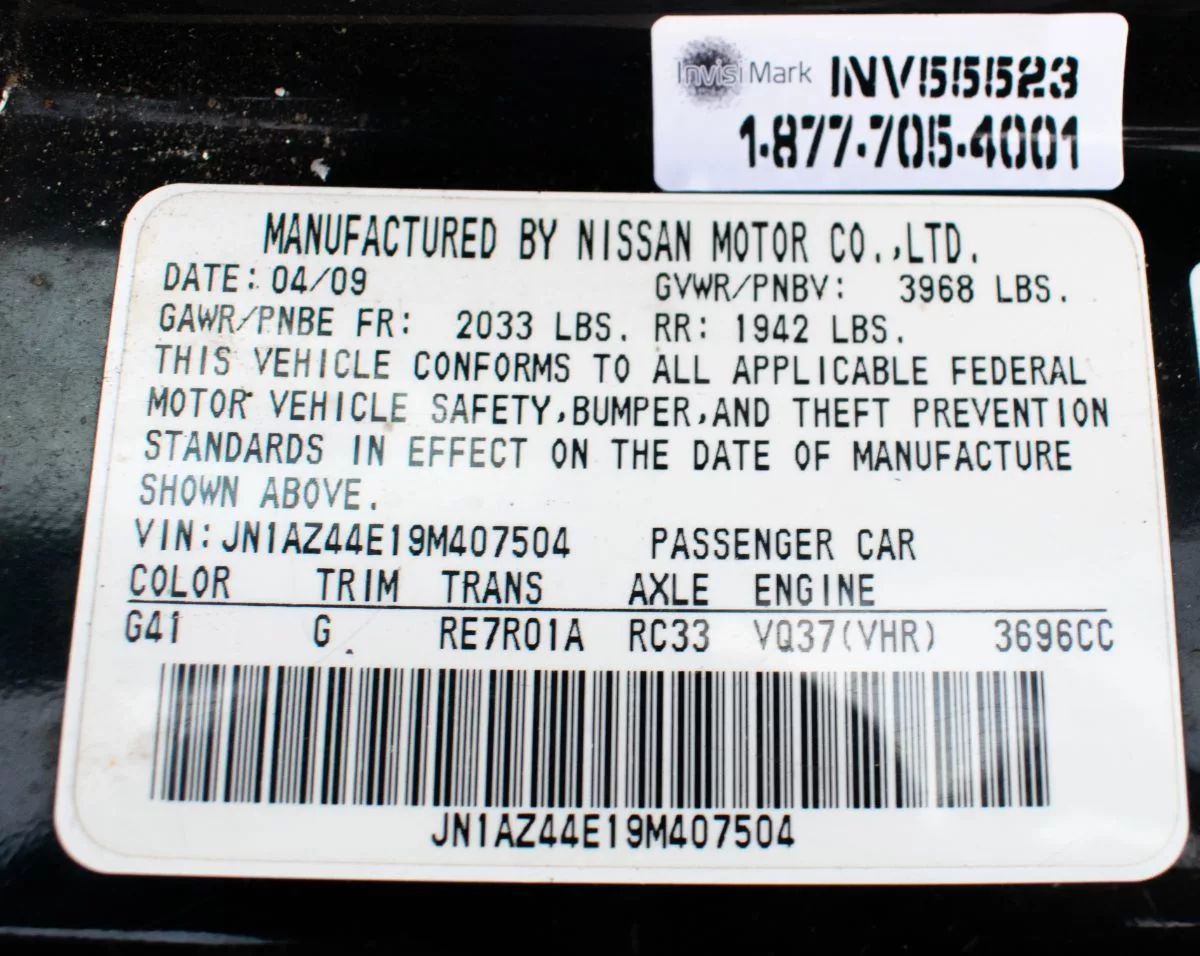 InvisiMark INV55523
1-877-705-4001
MANUFACTURED BY NISSAN MOTOR CO.,LTD.
DATE: 04/09 GVWR/PNBV: 3968 LBS.
GAWR/PNBE FR: 2033 LBS. RR: 1942 LBS.
THIS VEHICLE CONFORMS TO ALL APPLICABLE FEDERAL
MOTOR VEHICLE SAFETY,BUMPER,AND THEFT PREVENTION
STANDARDS IN EFFECT ON THE DATE OF MANUFACTURE
SHOWN ABOVE.
VIN:JN1AZ44E19M407504 PASSENGER CAR
COLOR TRIM TRANS AXLE ENGINE
G41 G RE7R01A RC33 VQ37(VHR) 3696CC
JN1AZ44E19M407504